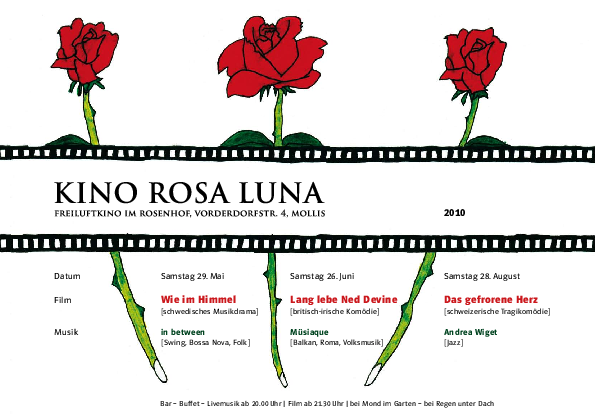 KINO ROSA LUNA
FREILUFTKINO IM ROSENHOF, VORDERDORFSTR. 4, MOLLIS
2010
Datum Samstag 29. Mai Samstag 26. Juni Samstag 28. August
Film Wie im Himmel Lang lebe Ned Devine Das gefrorene Herz
[schwedisches Musikdrama] [britisch-irische Komödie] [schweizerische Tragikomödie]
Musik in between Müsiaque Andrea Wiget
[Swing, Bossa Nova, Folk] [Balkan, Roma, Volksmusik] [Jazz]
Bar – Buffet – Livemusik ab 20.00 Uhr | Film ab 21.30 Uhr | bei Mond im Garten – bei Regen unter Dach